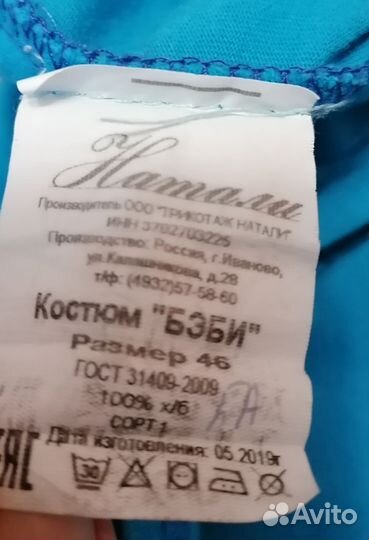 Натали
Производитель ООО "ТРИКОТАЖ НАТАЛИ"
ИНН 3702703225
Производство: Россия, г.Иваново,
ул.Калашникова, д.28
т/ф: (4932)57-58-60
Костюм "БЭБИ"
Размер 46
ГОСТ 31409-2009
100% х/б
СОРТ 1
Дата изготовления: 05.2019г
EAC
30
Avito